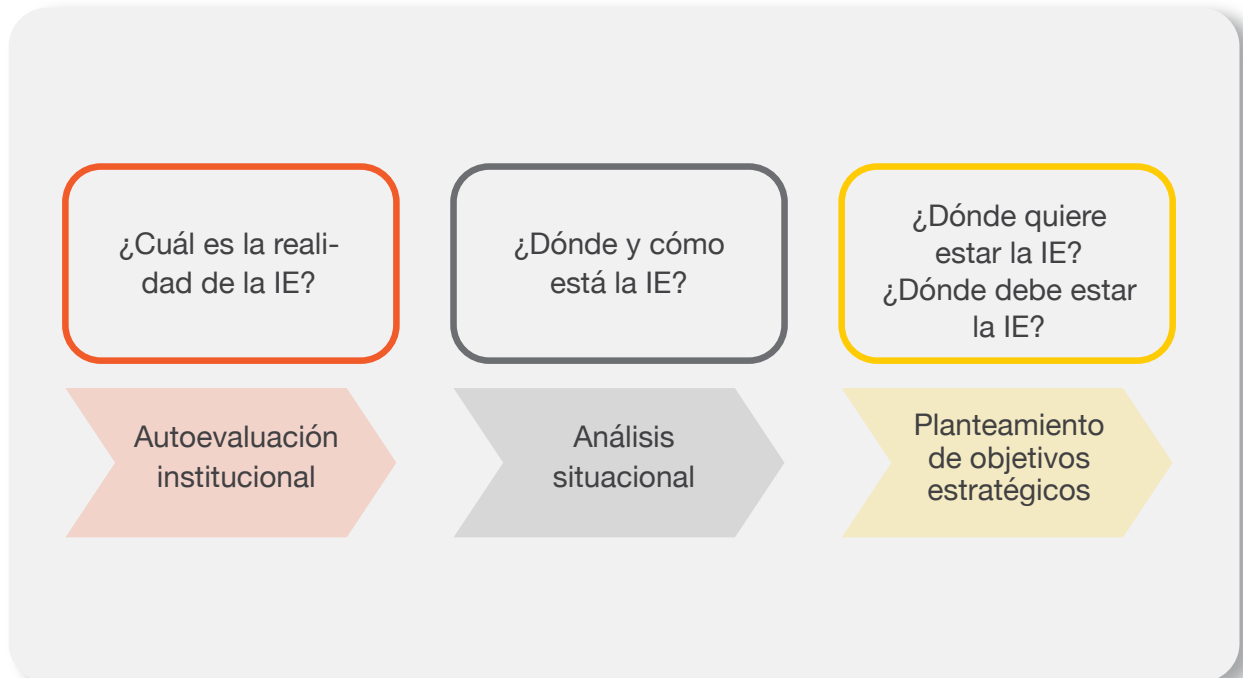 ¿Cuál es la reali-
dad de la IE?
¿Dónde y cómo
está la IE?
¿Dónde quiere
estar la IE?
¿Dónde debe estar
la IE?
Autoevaluación
institucional
Análisis
situacional
Planteamiento
de objetivos
estratégicos